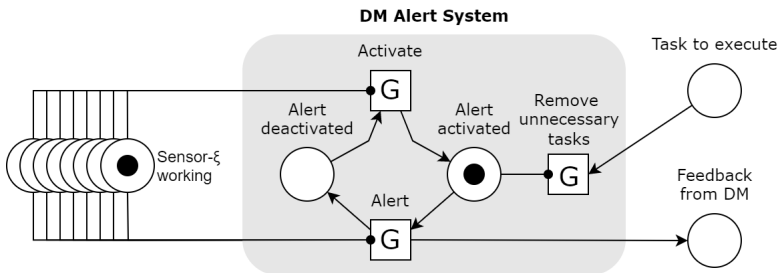 DM Alert System
Activate
Task to execute
G
Alert
deactivated
Alert
activated
Remove
unnecessary
tasks
Sensor-ξ
working
G
Feedback
from DM
Alert
G